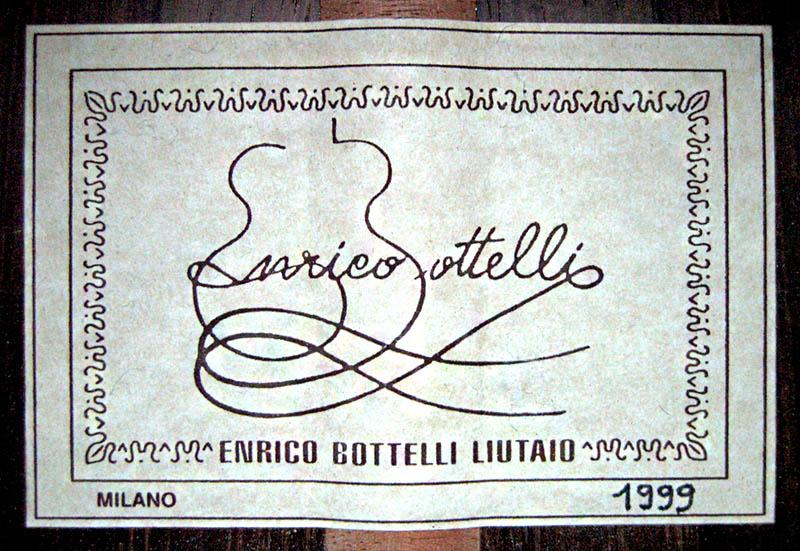 Enrico Bottelli
ENRICO BOTTELLI LIUTAIO
MILANO 1999